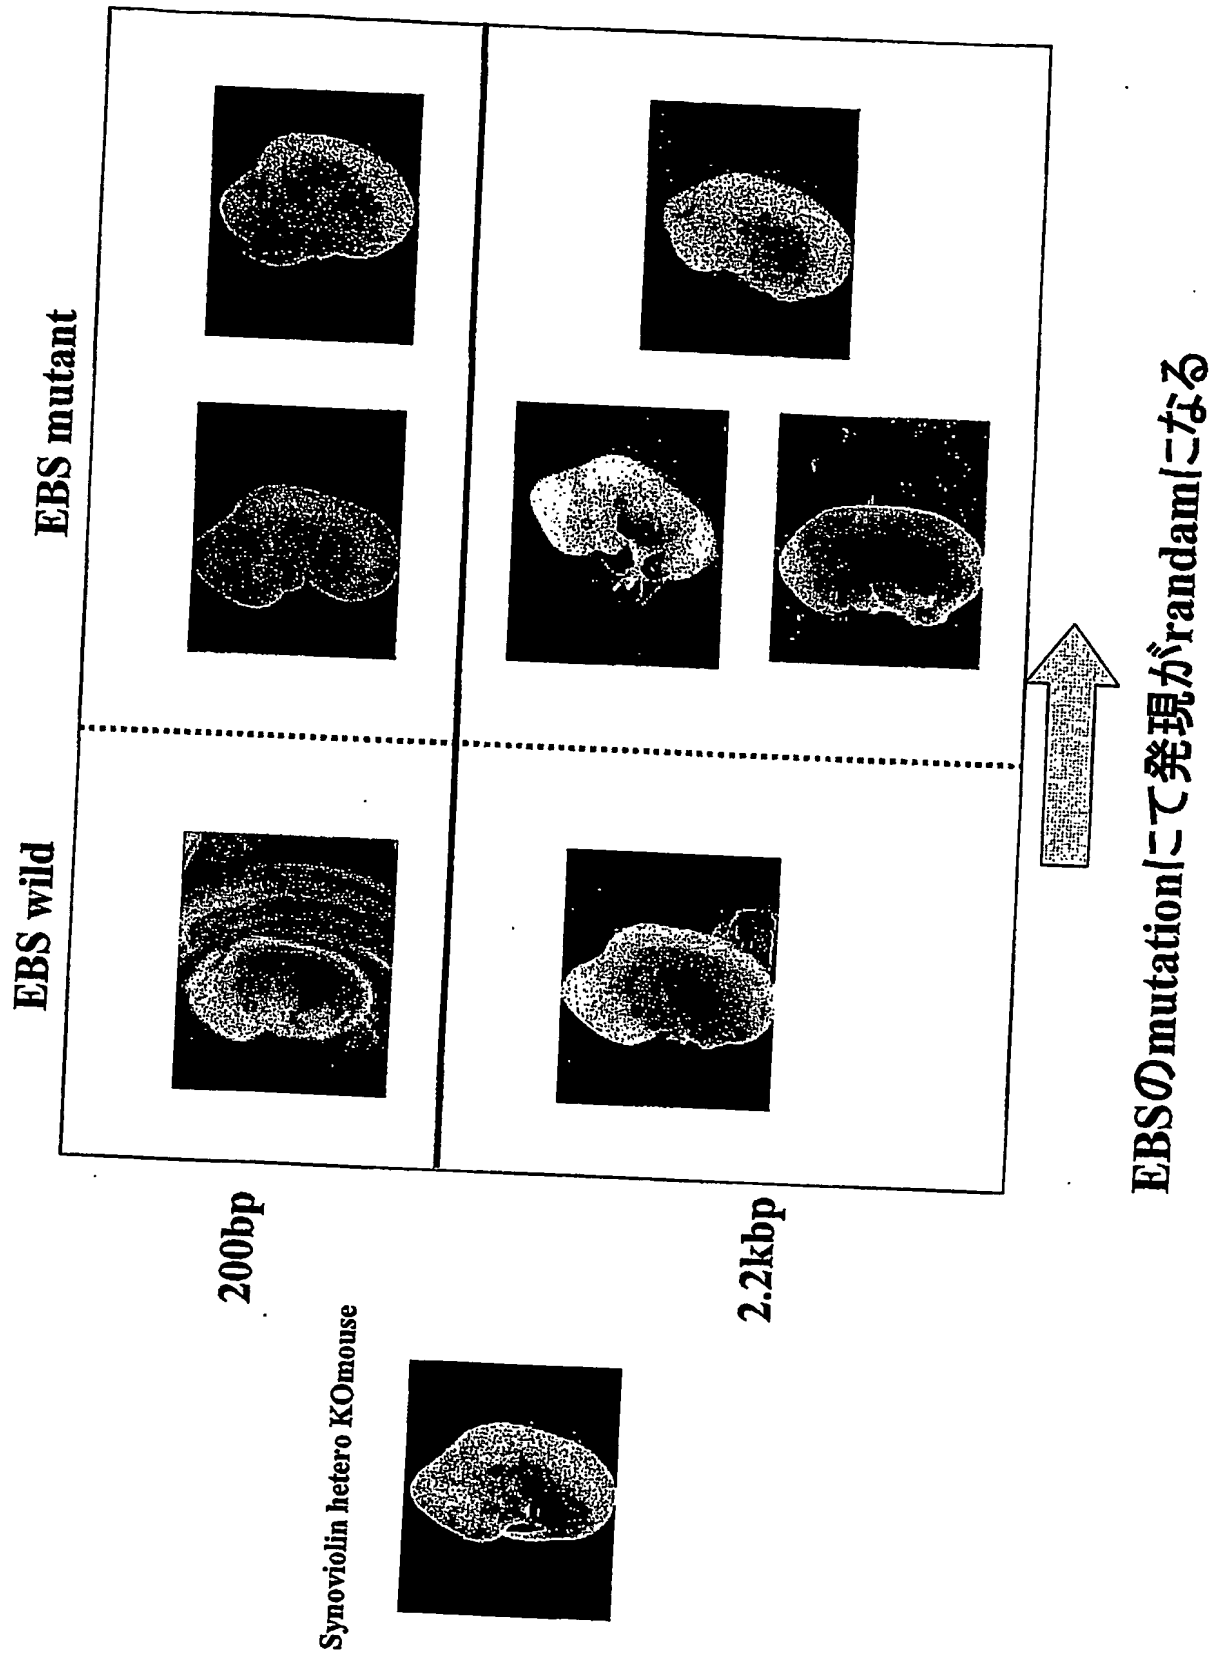 EBS wild
EBS mutant
200bp
Synoviolin hetero KOmouse
2.2kbp
EBSのmutationにて発現がrandamになる